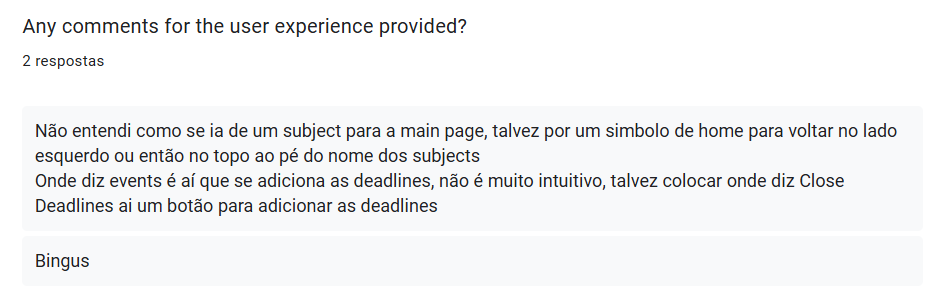 Any comments for the user experience provided?
2 respostas
Não entendi como se ia de um subject para a main page, talvez por um simbolo de home para voltar no lado
esquerdo ou então no topo ao pé do nome dos subjects
Onde diz events é aí que se adiciona as deadlines, não é muito intuitivo, talvez colocar onde diz Close
Deadlines ai um botão para adicionar as deadlines
Bingus